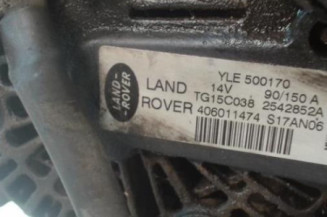 YLE 500170
LAND 14V 90/150 A
LAND-ROVER
TG15C038 2542852A
ROVER 406011474 S17AN06